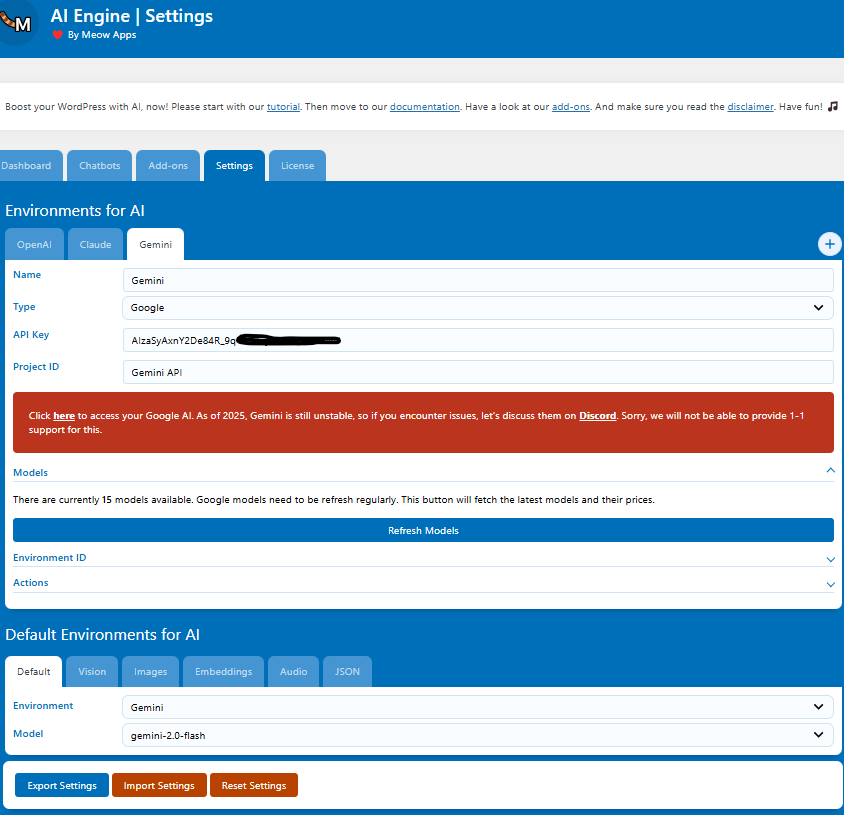 M
AI Engine | Settings
By Meow Apps
Boost your WordPress with AI, now! Please start with our tutorial. Then move to our documentation. Have a look at our add-ons. And make sure you read the disclaimer. Have fun! 🎵
Dashboard Chatbots Add-ons Settings License
Environments for AI
OpenAI Claude Gemini +
Name Gemini
Type Google
API Key
Project ID Gemini API
Click here to access your Google AI. As of 2025, Gemini is still unstable, so if you encounter issues, let's discuss them on Discord. Sorry, we will not be able to provide 1-1
support for this.
Models
There are currently 15 models available. Google models need to be refresh regularly. This button will fetch the latest models and their prices.
Refresh Models
Environment ID
Actions
Default Environments for AI
Default Vision Images Embeddings Audio JSON
Environment Gemini
Model gemini-2.0-flash
Export Settings Import Settings Reset Settings